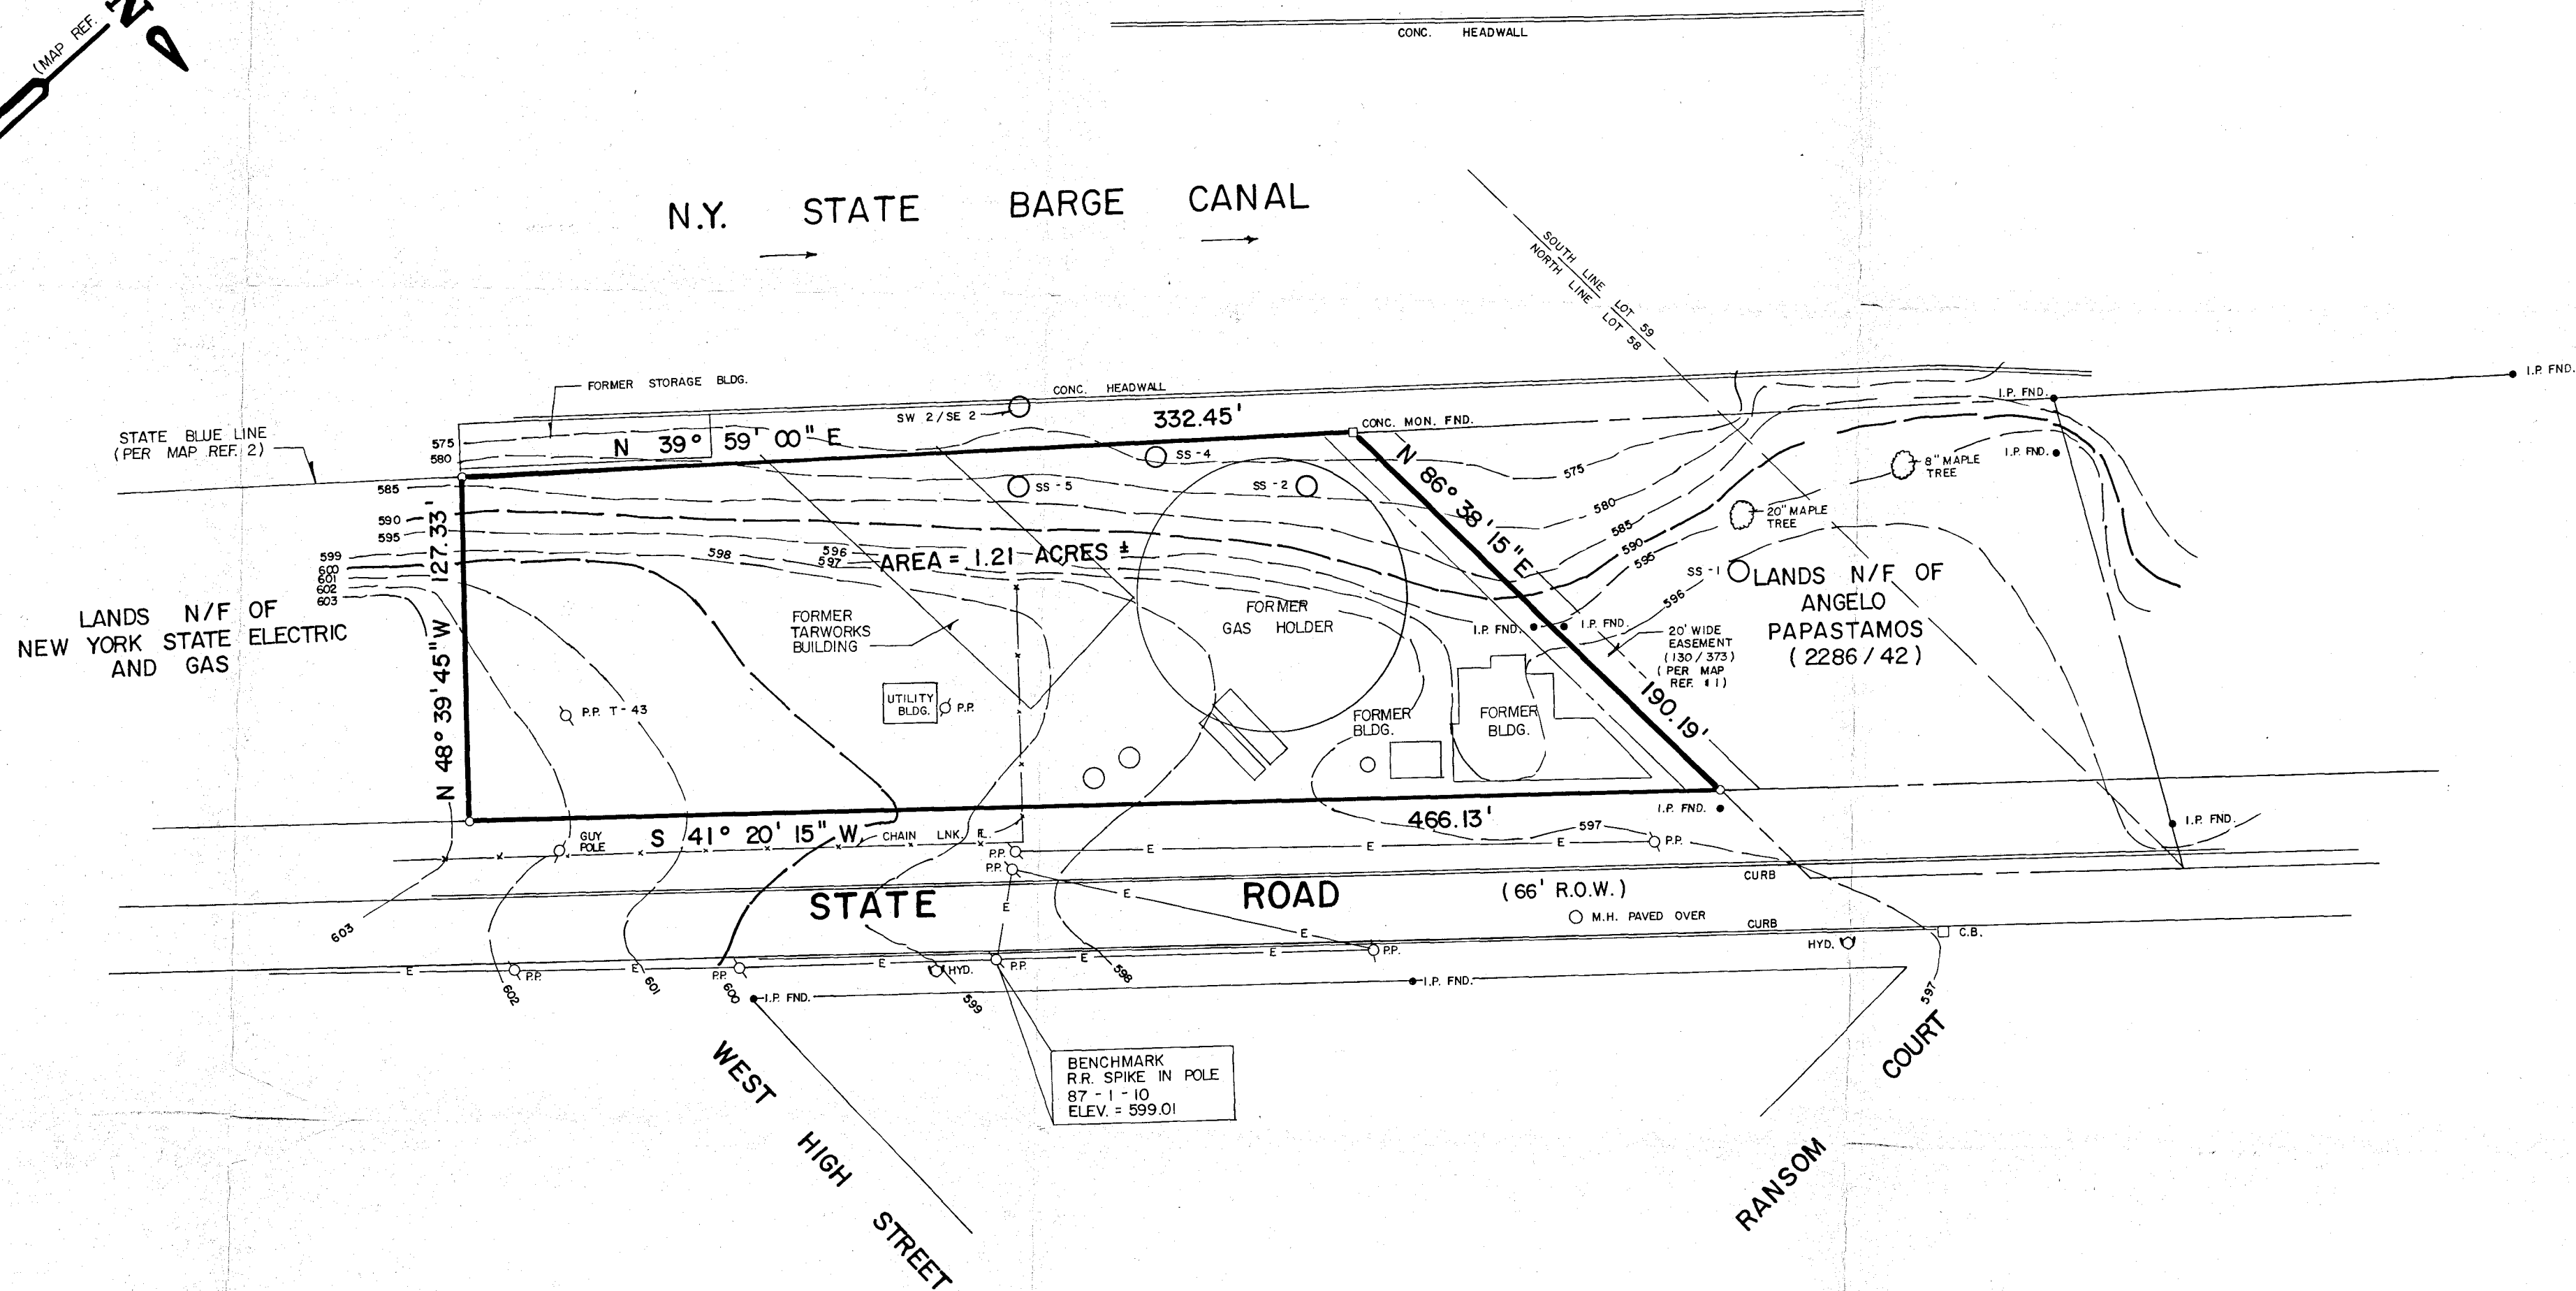 (MAP REF.
N
CONC. HEADWALL
N.Y. STATE BARGE CANAL
SOUTH LINE LOT 59
NORTH LINE LOT 58
FORMER STORAGE BLDG.
CONC. HEADWALL
SW 2/SE 2
332.45'
CONC. MON. FND.
I.P. FND.
I.P. FND.
STATE BLUE LINE
(PER MAP REF. 2)
575
580
N 39° 59' 00" E
SS-4
SS-5
SS-2
585
590
595
599
600
601
602
603
127.33'
N 48° 39' 45" W
598
596
597
AREA = 1.21 ACRES ±
N 86° 38' 15" E
190.19'
575
580
585
590
595
596
I.P. FND.
8" MAPLE
TREE
20" MAPLE
TREE
SS-1
LANDS N/F OF
ANGELO
PAPASTAMOS
(2286/42)
LANDS N/F OF
NEW YORK STATE ELECTRIC
AND GAS
FORMER
TARWORKS
BUILDING
FORMER
GAS HOLDER
I.P. FND.
I.P. FND.
20' WIDE
EASEMENT
(130/373)
(PER MAP
REF. #1)
P.P. T-43
UTILITY
BLDG.
P.P.
FORMER
BLDG.
FORMER
BLDG.
I.P. FND.
I.P. FND.
466.13'
S 41° 20' 15" W
GUY
POLE
CHAIN LNK. F.
P.P.
P.P.
E
E
E
597
P.P.
STATE ROAD
(66' R.O.W.)
CURB
M.H. PAVED OVER
CURB
HYD.
C.B.
E
E
E
603
E
P.P.
E
P.P.
E
HYD.
P.P.
E
E
P.P.
602
601
600
599
598
597
I.P. FND.
I.P. FND.
BENCHMARK
R.R. SPIKE IN POLE
87-1-10
ELEV. = 599.01
WEST HIGH STREET
RANSOM COURT